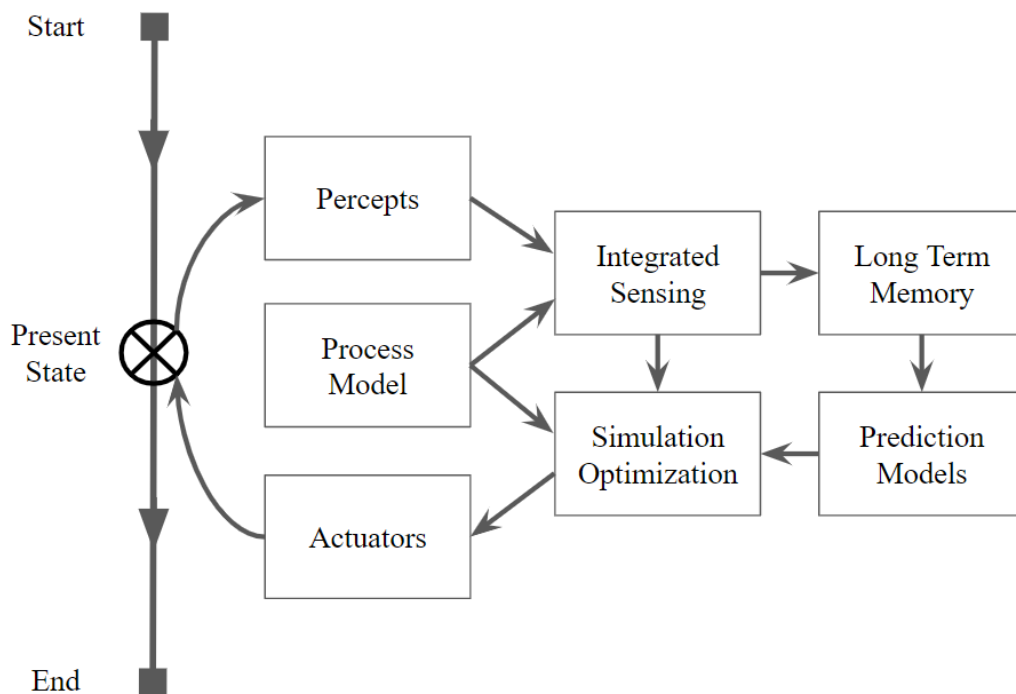 Start
Percepts
Integrated
Sensing
Long Term
Memory
Present
State
Process
Model
Simulation
Optimization
Prediction
Models
Actuators
End